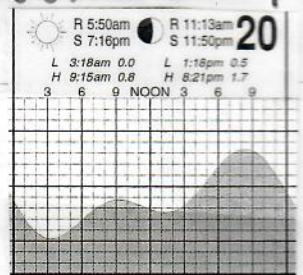 R 5:50am R 11:13am 20
S 7:16pm S 11:50pm
L 3:18am 0.0 L 1:18pm 0.5
H 9:15am 0.8 H 8:21pm 1.7
3 6 9 NOON 3 6 9